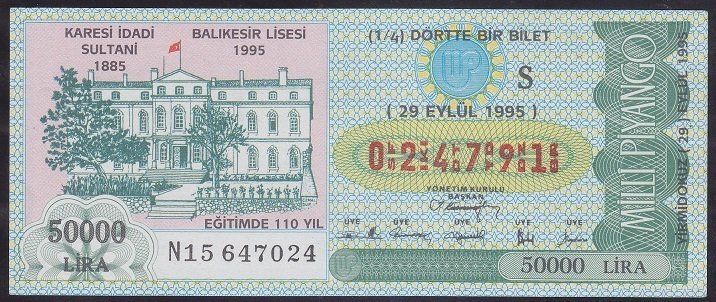 KARESİ İDADİ
SULTANİ
1885
BALIKESİR LİSESİ
1995
EĞİTİMDE 110 YIL
50000
LİRA
N15 647024
(1/4) DÖRTTE BİR BİLET
MP
S
( 29 EYLÜL 1995 )
0 2 4 7 9 1
YÖNETİM KURULU
BAŞKAN
ÜYE ÜYE ÜYE ÜYE ÜYE
50000 LİRA
MİLLİ PİYANGO
YİRMİDOKUZ ( 29 ) EYLÜL 1995